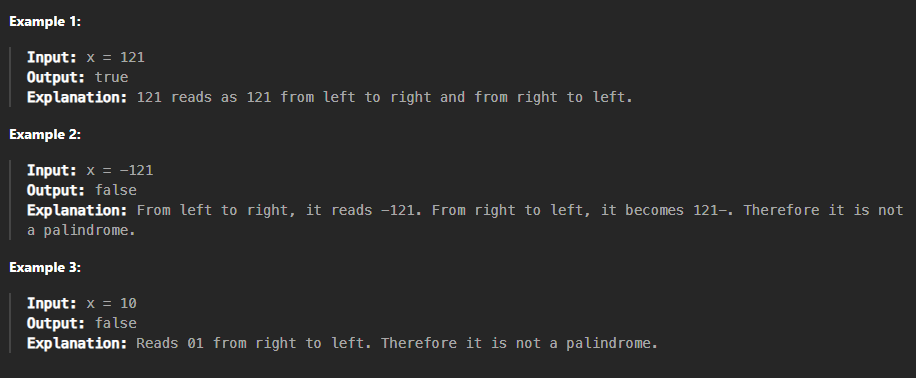 Example 1:
Input: x = 121
Output: true
Explanation: 121 reads as 121 from left to right and from right to left.
Example 2:
Input: x = −121
Output: false
Explanation: From left to right, it reads −121. From right to left, it becomes 121−. Therefore it is not
a palindrome.
Example 3:
Input: x = 10
Output: false
Explanation: Reads 01 from right to left. Therefore it is not a palindrome.